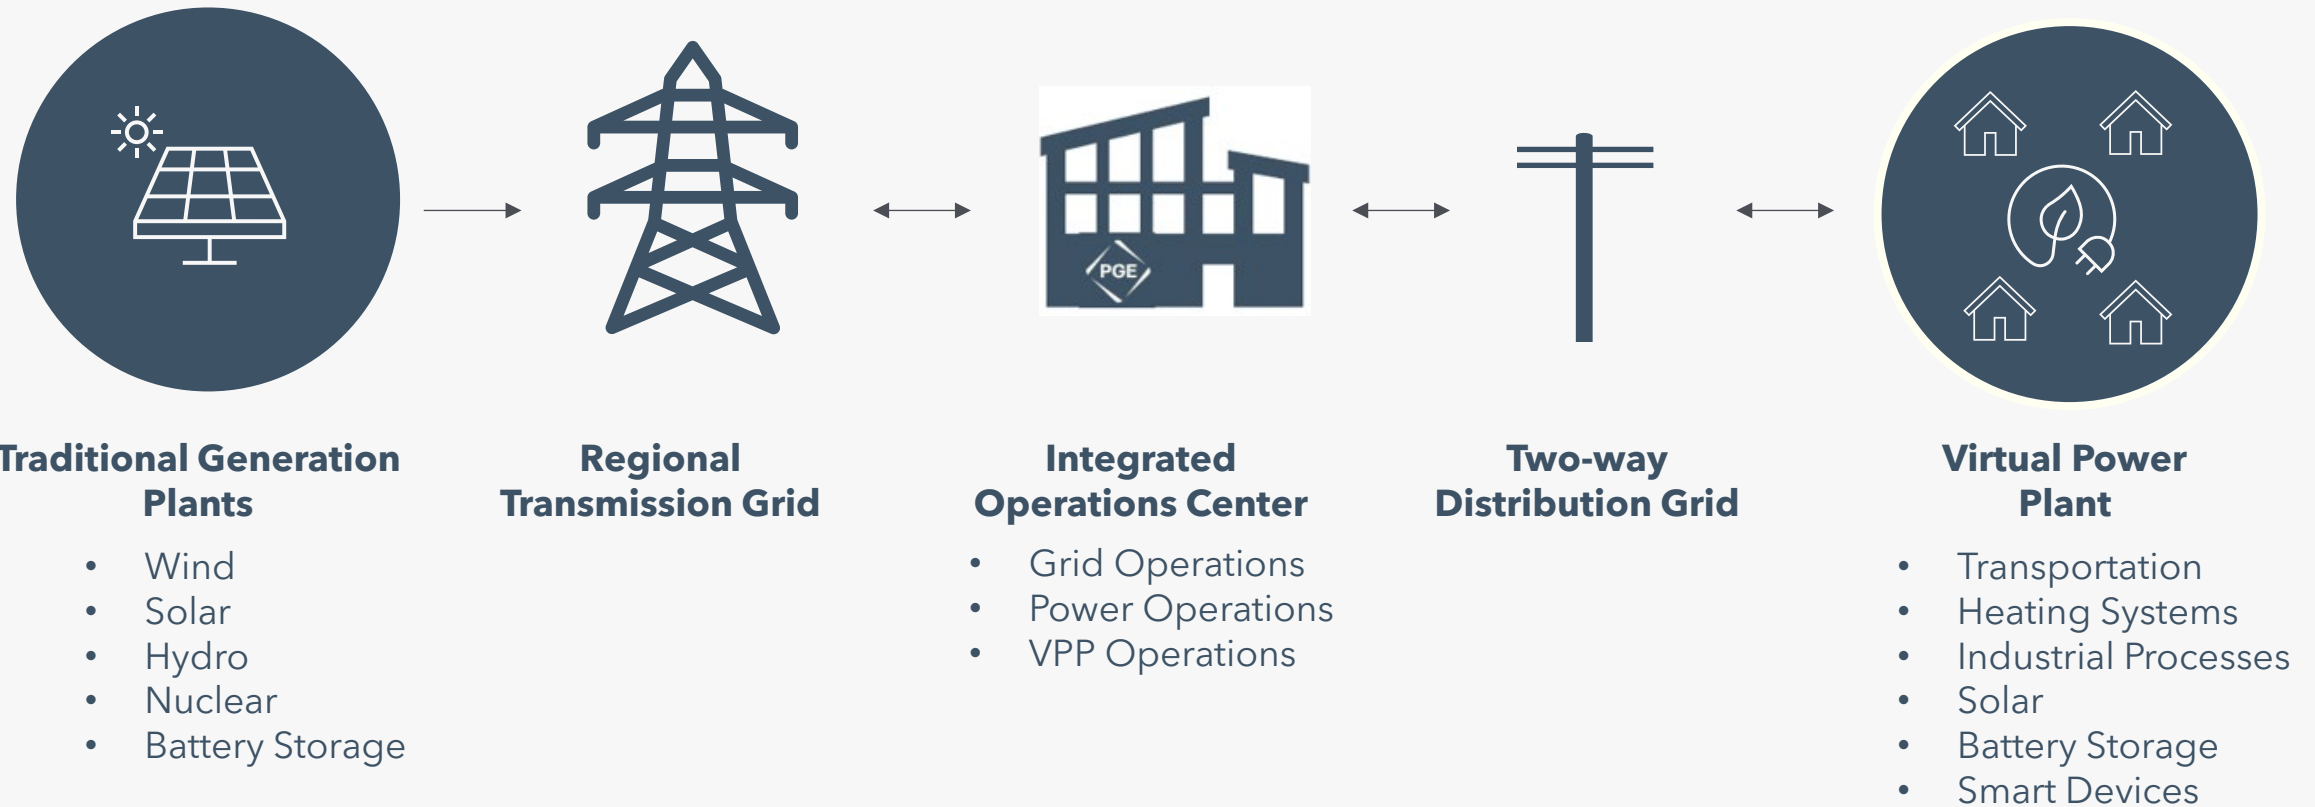 PGE
Traditional Generation
Plants
• Wind
• Solar
• Hydro
• Nuclear
• Battery Storage
Regional
Transmission Grid
Integrated
Operations Center
• Grid Operations
• Power Operations
• VPP Operations
Two-way
Distribution Grid
Virtual Power
Plant
• Transportation
• Heating Systems
• Industrial Processes
• Solar
• Battery Storage
• Smart Devices